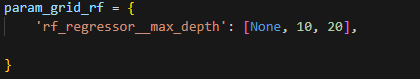 param_grid_rf = {
    'rf_regressor__max_depth': [None, 10, 20],
}